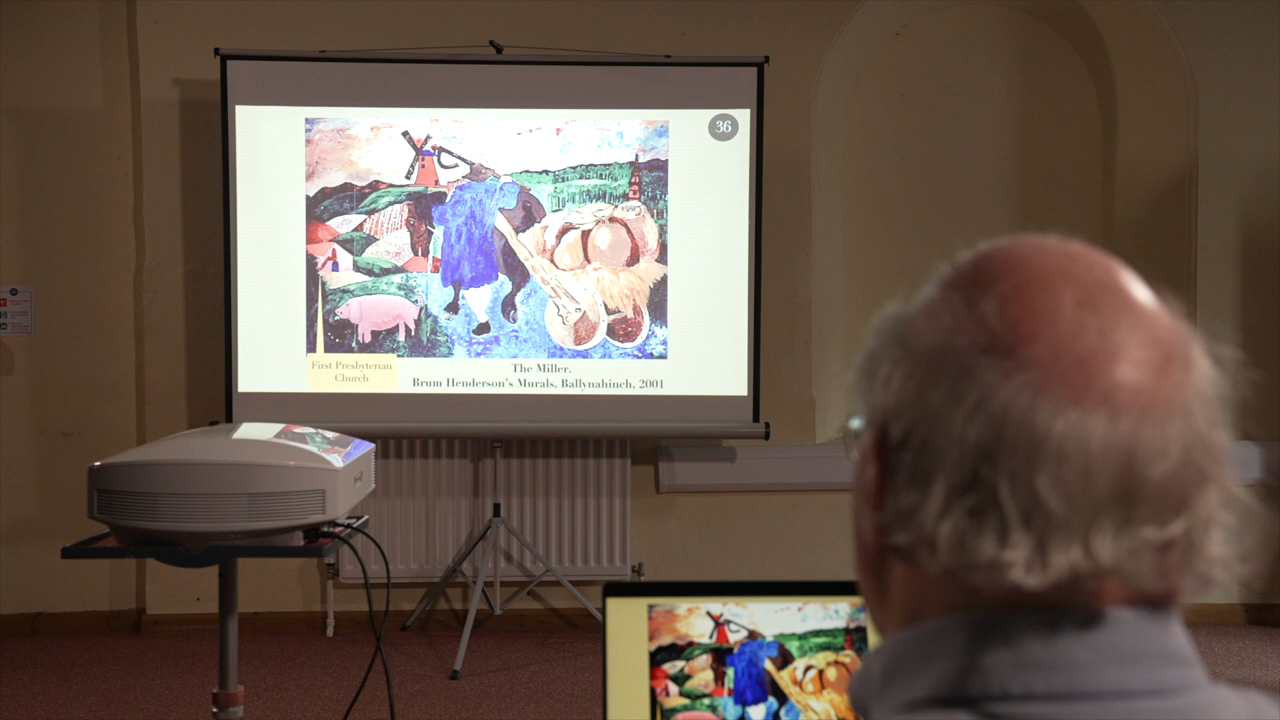 36
First Presbyterian
Church
The Miller.
Brum Henderson's Murals, Ballynahinch, 2001